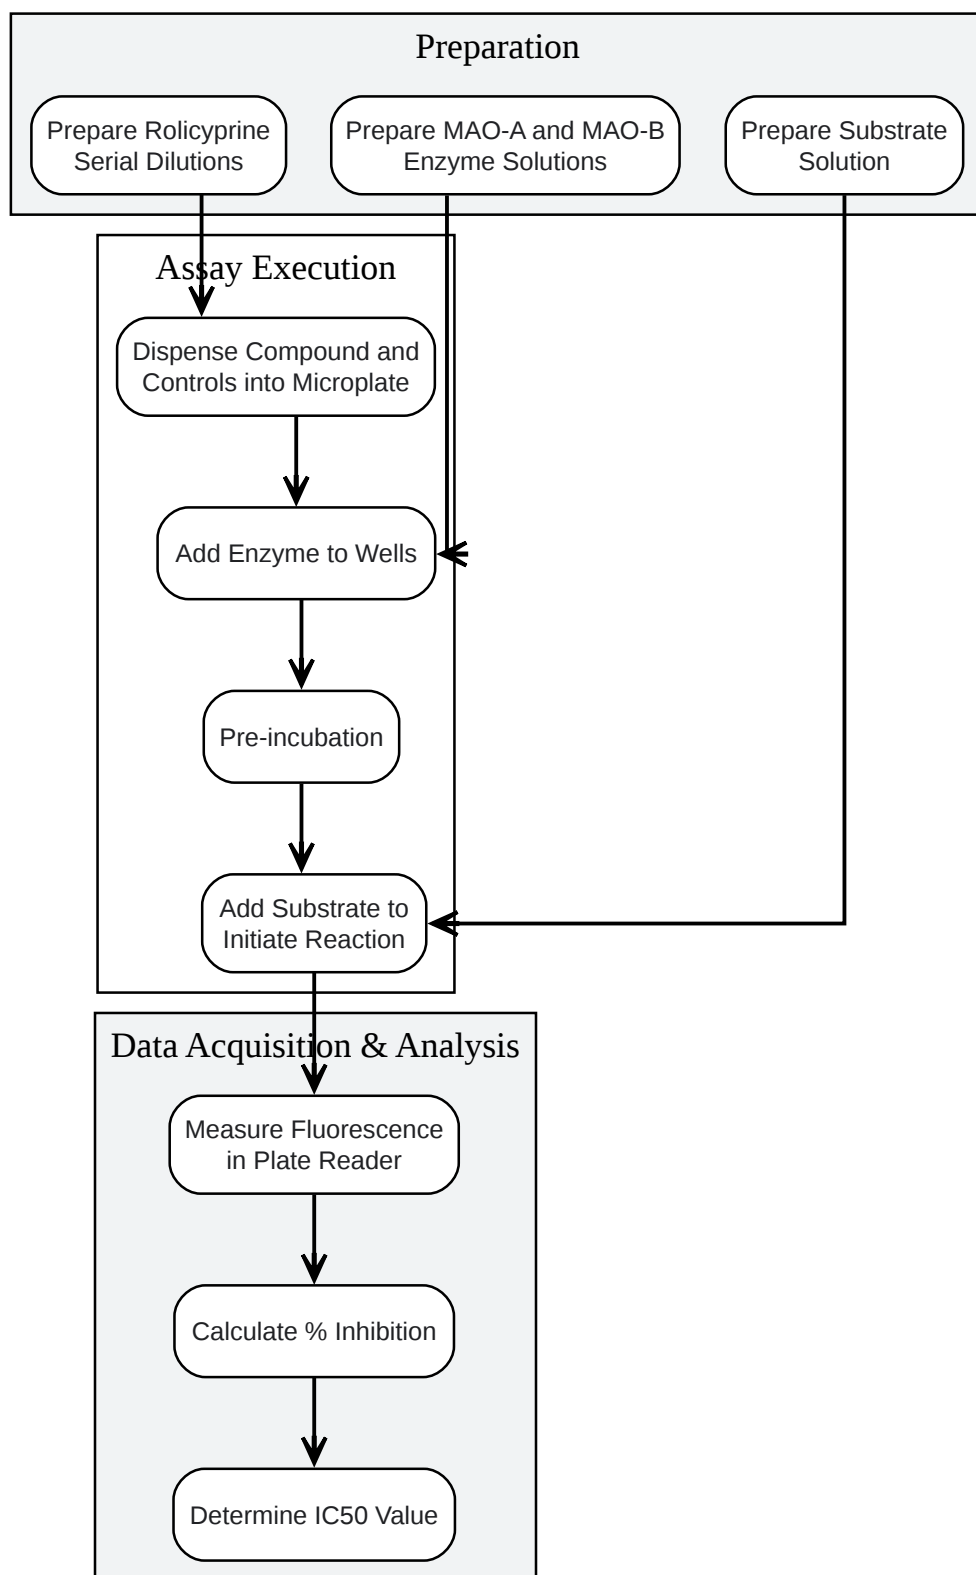 Preparation
Prepare Rolicyprine
Serial Dilutions
Prepare MAO-A and MAO-B
Enzyme Solutions
Prepare Substrate
Solution
Assay Execution
Dispense Compound and
Controls into Microplate
Add Enzyme to Wells
Pre-incubation
Add Substrate to
Initiate Reaction
Data Acquisition & Analysis
Measure Fluorescence
in Plate Reader
Calculate % Inhibition
Determine IC50 Value